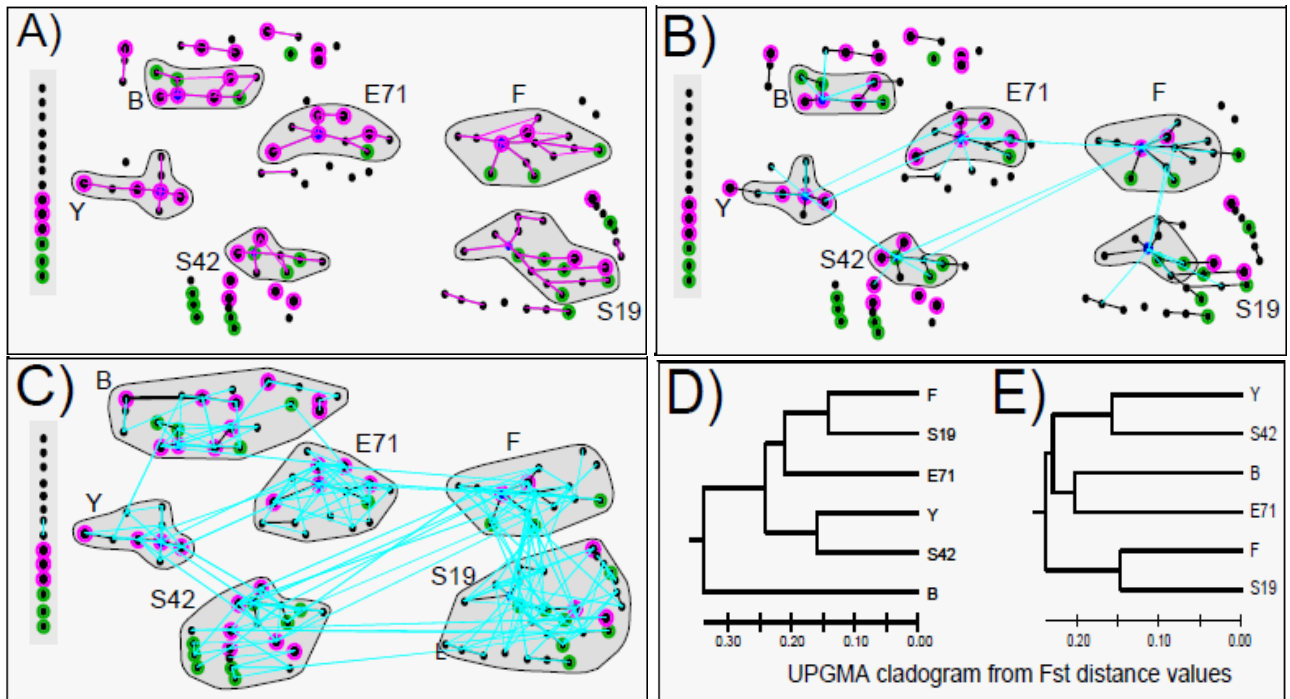 A)
B
E71
F
Y
S42
S19
B)
B
E71
F
Y
S42
S19
C)
B
E71
F
Y
S19
S42
E
D)
F
S19
E71
Y
S42
B
0.30 0.20 0.10 0.00
E)
Y
S42
B
E71
F
S19
0.20 0.10 0.00
UPGMA cladogram from Fst distance values